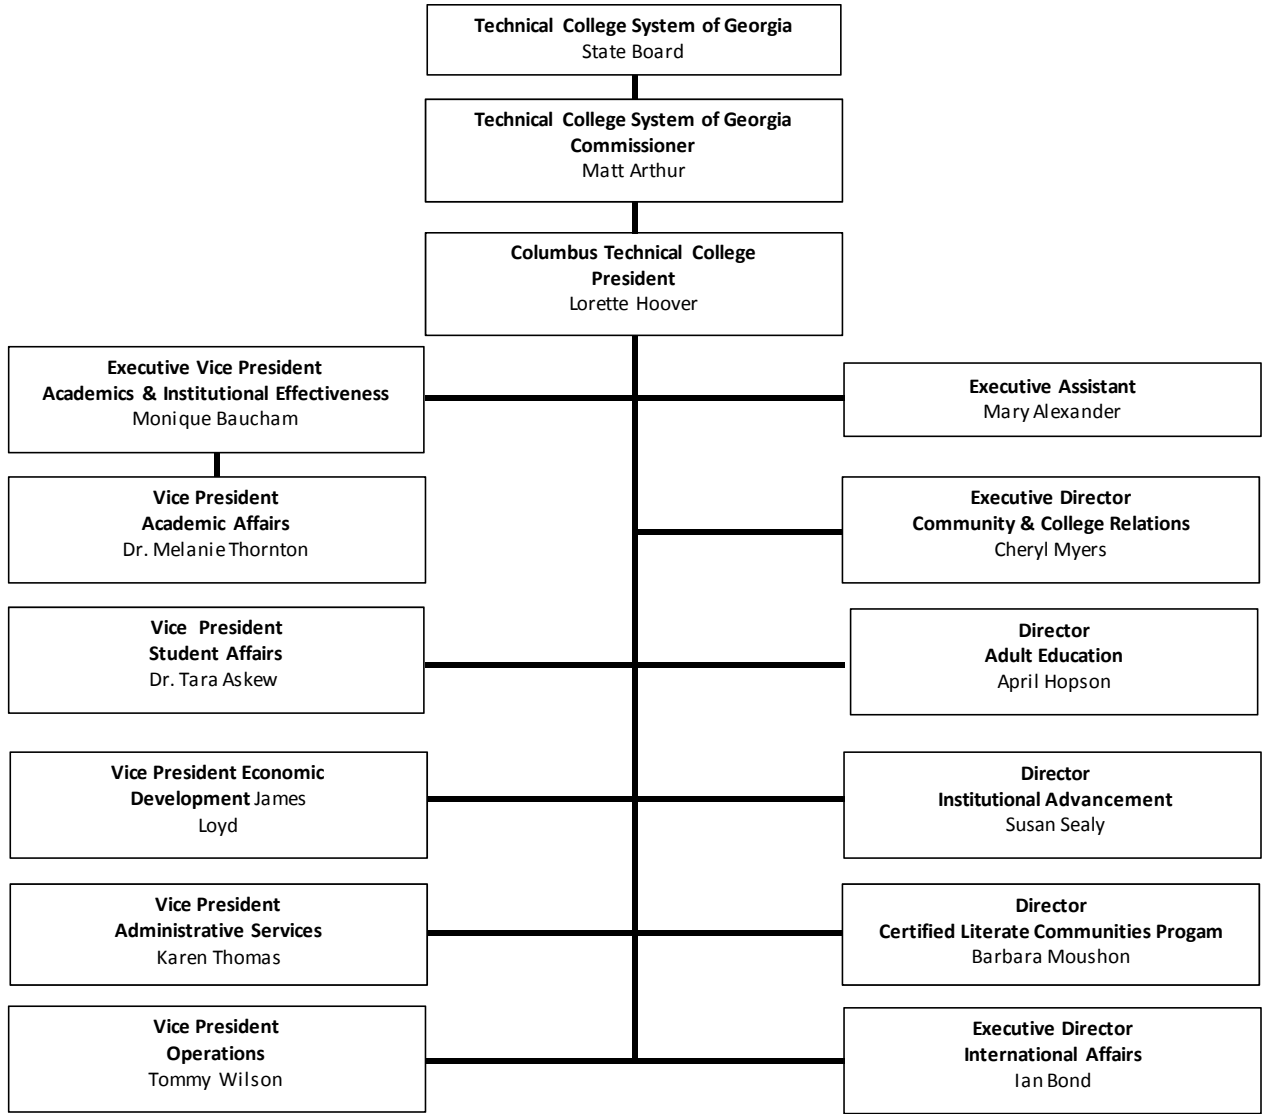 Technical College System of Georgia
State Board
Technical College System of Georgia
Commissioner
Matt Arthur
Columbus Technical College
President
Lorette Hoover
Executive Vice President
Academics & Institutional Effectiveness
Monique Baucham
Executive Assistant
Mary Alexander
Vice President
Academic Affairs
Dr. Melanie Thornton
Executive Director
Community & College Relations
Cheryl Myers
Vice President
Student Affairs
Dr. Tara Askew
Director
Adult Education
April Hopson
Vice President Economic
Development James
Loyd
Director
Institutional Advancement
Susan Sealy
Vice President
Administrative Services
Karen Thomas
Director
Certified Literate Communities Progam
Barbara Moushon
Vice President
Operations
Tommy Wilson
Executive Director
International Affairs
Ian Bond